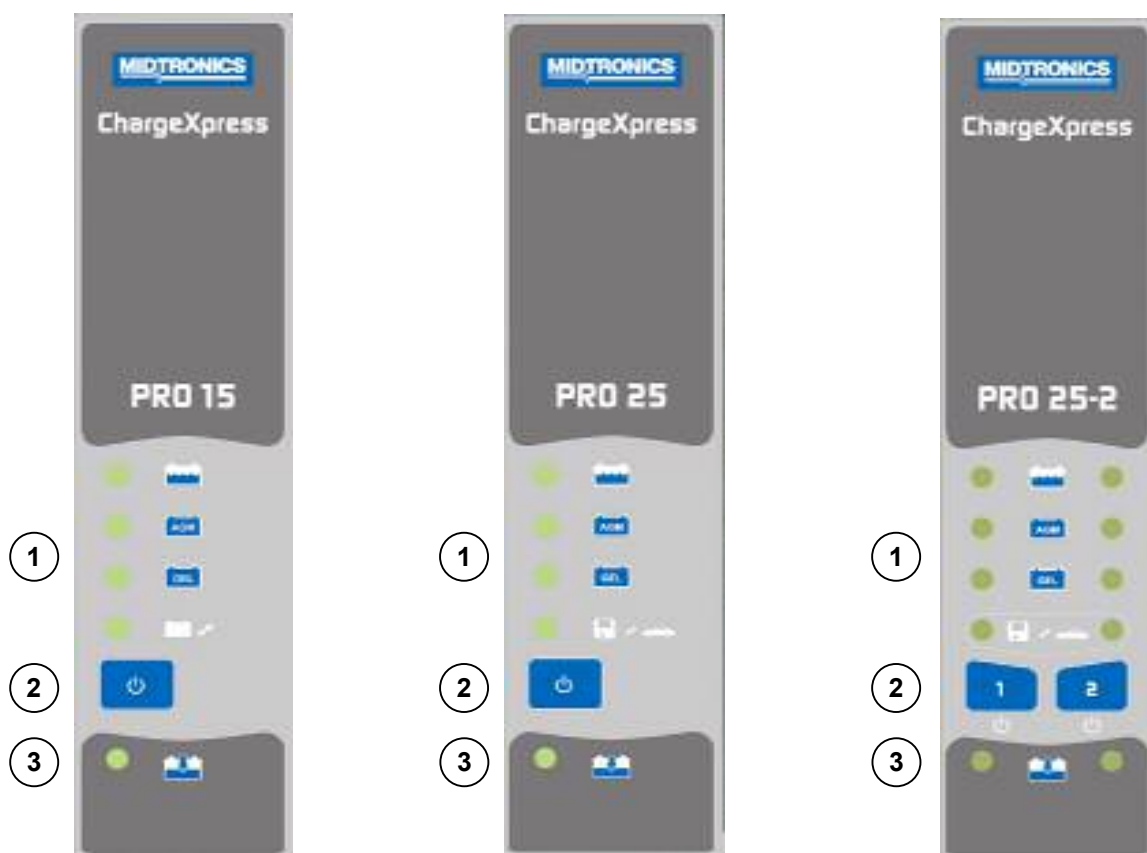 MIDTRONICS
ChargeXpress
PRO 15
AGM
GEL
1
2
3
MIDTRONICS
ChargeXpress
PRO 25
AGM
GEL
1
2
3
MIDTRONICS
ChargeXpress
PRO 25-2
AGM
GEL
1
2
1 2
3